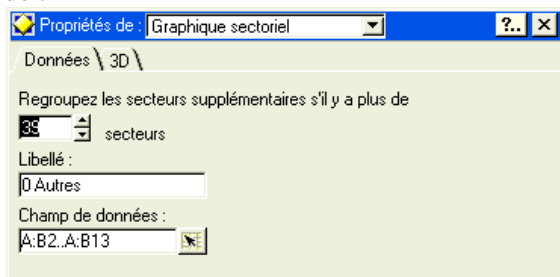 Propriétés de : Graphique sectoriel ?..
Données \ 3D \
Regroupez les secteurs supplémentaires s'il y a plus de
39 secteurs
Libellé :
0 Autres
Champ de données :
A:B2..A:B13